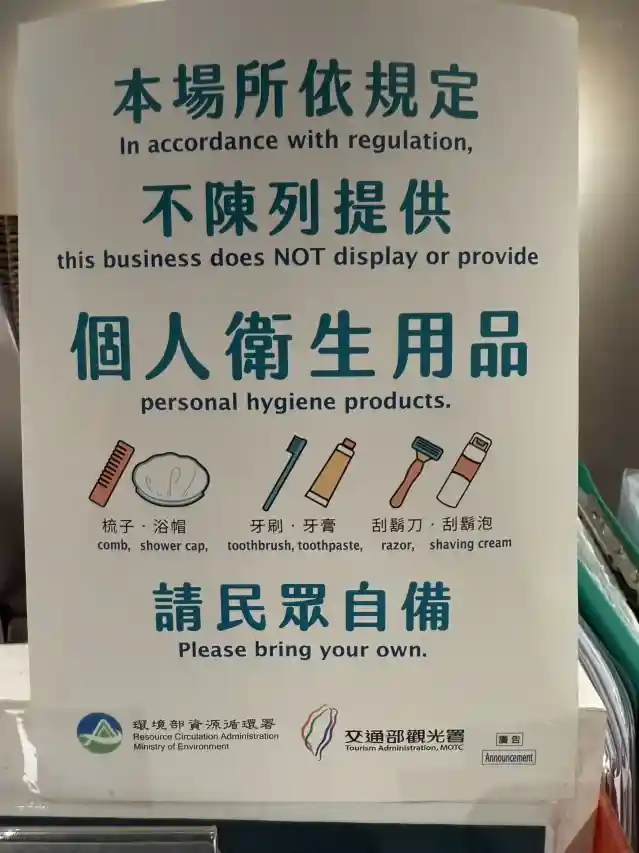 本場所依規定
In accordance with regulation,
不陳列提供
this business does NOT display or provide
個人衛生用品
personal hygiene products.
梳子·浴帽
comb, shower cap,
牙刷·牙膏
toothbrush, toothpaste,
刮鬍刀·刮鬍泡
razor, shaving cream
請民眾自備
Please bring your own.
環境部資源循環署
Resource Circulation Administration
Ministry of Environment
交通部觀光署
Tourism Administration, MOTC
廣告
Announcement